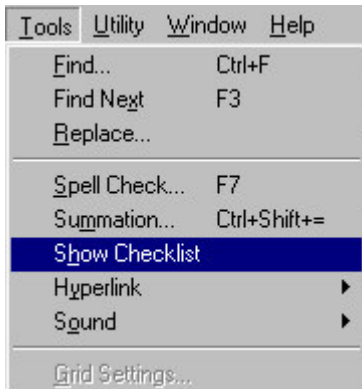 Tools Utility Window Help
Find... Ctrl+F
Find Next F3
Replace...
Spell Check... F7
Summation... Ctrl+Shift+=
Show Checklist
Hyperlink
Sound
Grid Settings...